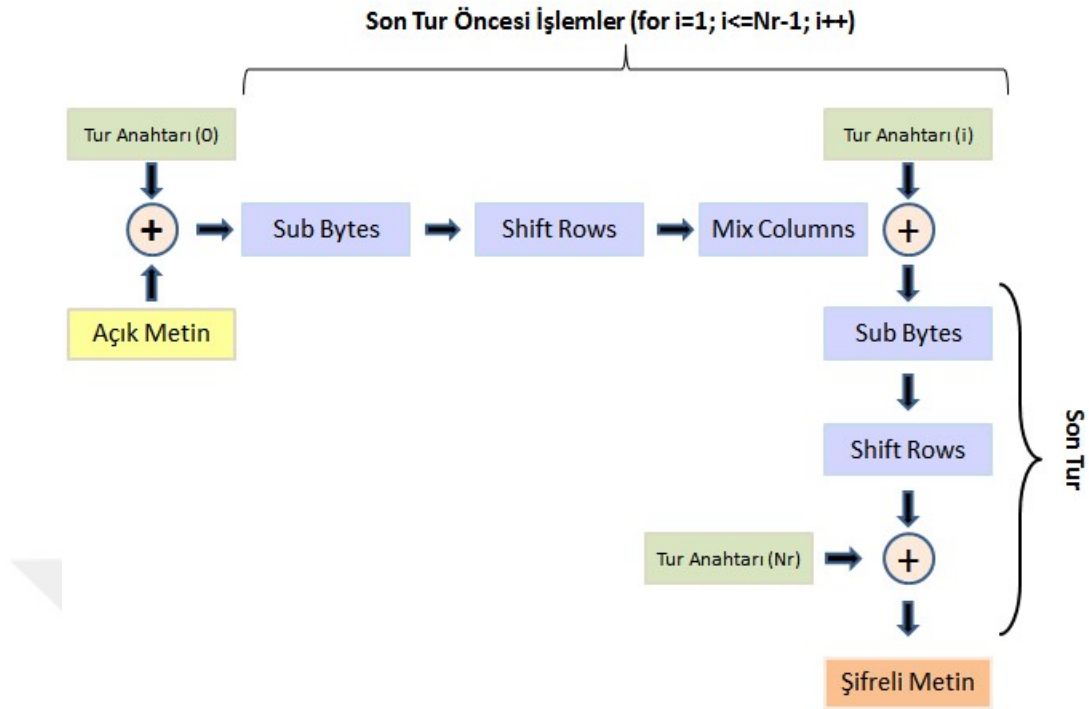 Son Tur Öncesi İşlemler (for i=1; i<=Nr-1; i++)
Tur Anahtarı (0)
Tur Anahtarı (i)
+
Sub Bytes
Shift Rows
Mix Columns
+
Açık Metin
Sub Bytes
Shift Rows
Son Tur
Tur Anahtarı (Nr)
+
Şifreli Metin